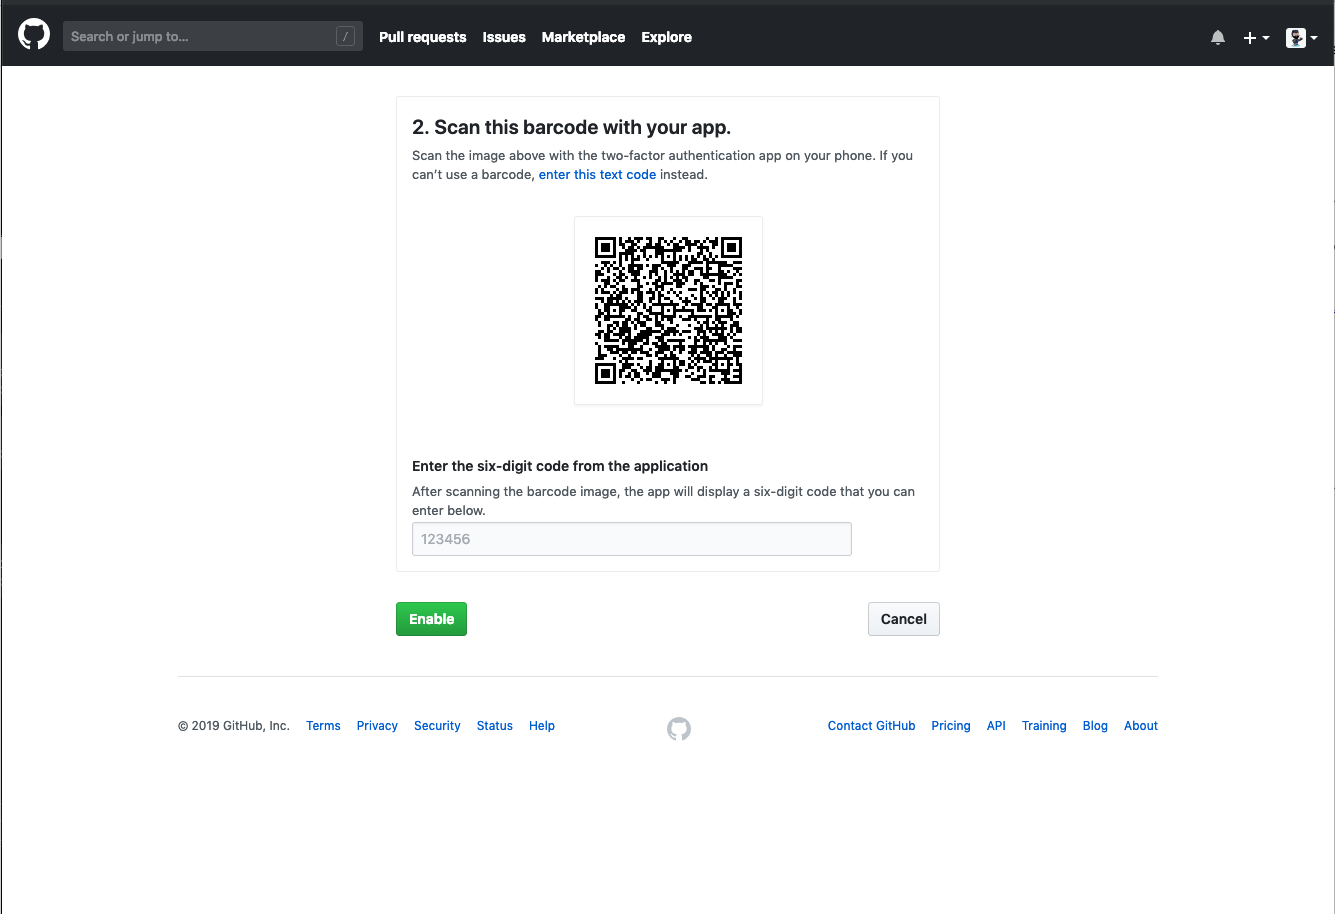 Search or jump to... /
Pull requests Issues Marketplace Explore
2. Scan this barcode with your app.
Scan the image above with the two-factor authentication app on your phone. If you
can’t use a barcode, enter this text code instead.
Enter the six-digit code from the application
After scanning the barcode image, the app will display a six-digit code that you can
enter below.
123456
Enable Cancel
© 2019 GitHub, Inc. Terms Privacy Security Status Help Contact GitHub Pricing API Training Blog About